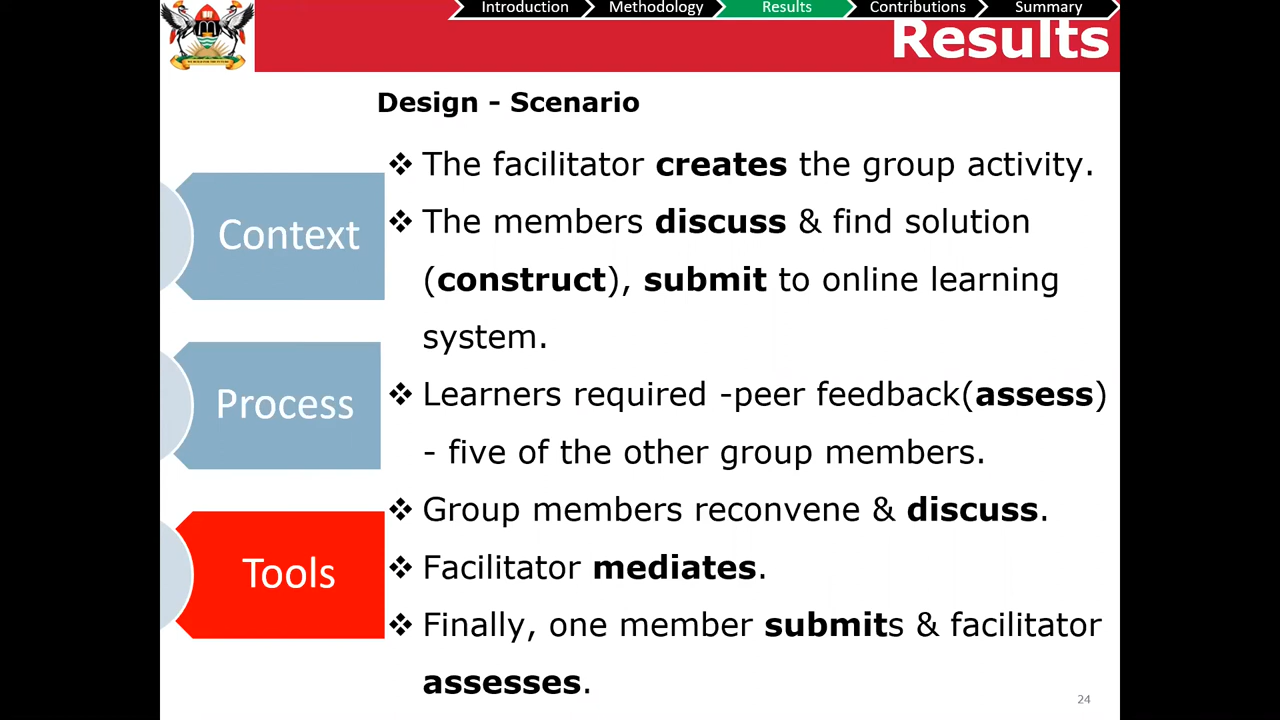 Introduction
Methodology
Results
Contributions
Summary
Results
Design - Scenario
Context
Process
Tools
❖ The facilitator creates the group activity.
❖ The members discuss & find solution
(construct), submit to online learning
system.
❖ Learners required -peer feedback(assess)
- five of the other group members.
❖ Group members reconvene & discuss.
❖ Facilitator mediates.
❖ Finally, one member submits & facilitator
assesses.
24